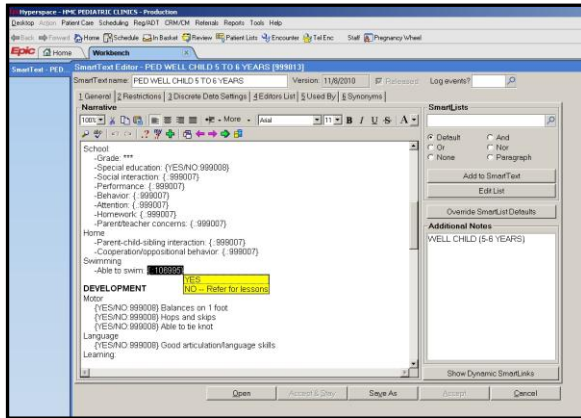 Hyperspace - HMC PEDIATRIC CLINICS - Production
Desktop Action Patient Care Scheduling Reg/ADT CRM/CM Referrals Reports Tools Help
Back Forward Home Schedule In Basket Review Patient Lists Encounter Tel Enc Staff Pregnancy Wheel
Epic Home Workbench X
SmartText - PED...
SmartText Editor - PED WELL CHILD 5 TO 6 YEARS [999013]
SmartText name: PED WELL CHILD 5 TO 6 YEARS Version: 11/8/2010 Released Log events?
1 General 2 Restrictions 3 Discrete Data Settings 4 Editors List 5 Used By 6 Synonyms
Narrative
100% More Arial 11 B I U S A
School
-Grade: ***
-Special education: {YES/NO:999008}
-Social interaction: {.:999007}
-Performance: {.:999007}
-Behavior: {.:999007}
-Attention: {.:999007}
-Homework: {.:999007}
-Parent/teacher concerns: {.:999007}
Home
-Parent-child-sibling interaction: {.:999007}
-Cooperation/oppositional behavior: {.:999007}
Swimming
-Able to swim: {.:106995}
YES
NO -- Refer for lessons
DEVELOPMENT
Motor
{YES/NO:999008} Balances on 1 foot
{YES/NO:999008} Hops and skips
{YES/NO:999008} Able to tie knot
Language
{YES/NO:999008} Good articulation/language skills
Learning:
SmartLists
Default And
Or Nor
None Paragraph
Add to SmartText
Edit List
Override SmartList Defaults
Additional Notes
WELL CHILD (5-6 YEARS)
Show Dynamic SmartLinks
Open Accept & Stay Save As Accept Cancel